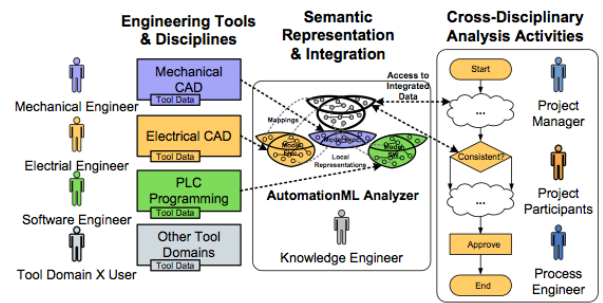 Engineering Tools
& Disciplines
Semantic
Representation
& Integration
Cross-Disciplinary
Analysis Activities
Mechanical Engineer
Electrial Engineer
Software Engineer
Tool Domain X User
Mechanical
CAD
Tool Data
Electrical CAD
Tool Data
PLC
Programming
Tool Data
Other Tool
Domains
Tool Data
Access to
Integrated
Data
Mappings
Local
Representations
AutomationML Analyzer
Knowledge Engineer
Start
...
Consistent?
...
Approve
End
Project
Manager
Project
Participants
Process
Engineer